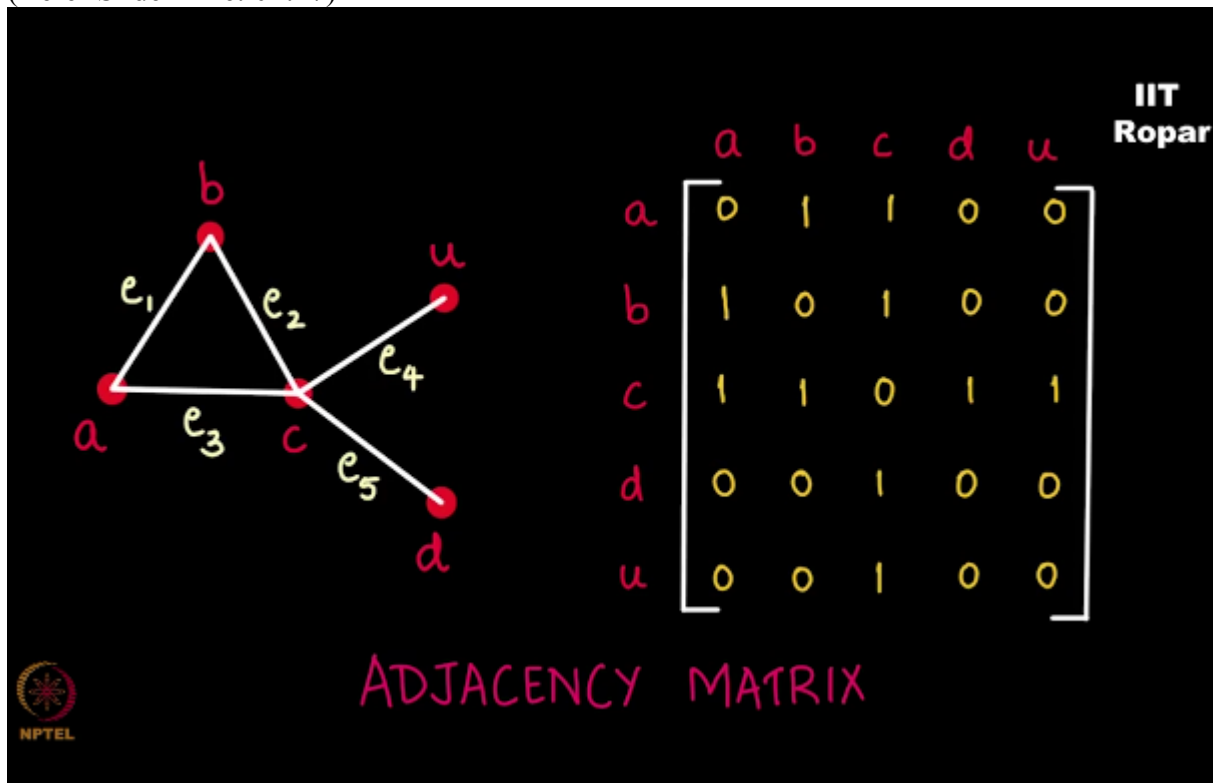 IIT
Ropar
a b c d u
b
a 0 1 1 0 0
u
e1
e2
b 1 0 1 0 0
e4
a
e3
c
c 1 1 0 1 1
e5
d 0 0 1 0 0
d
u 0 0 1 0 0
ADJACENCY MATRIX
NPTEL